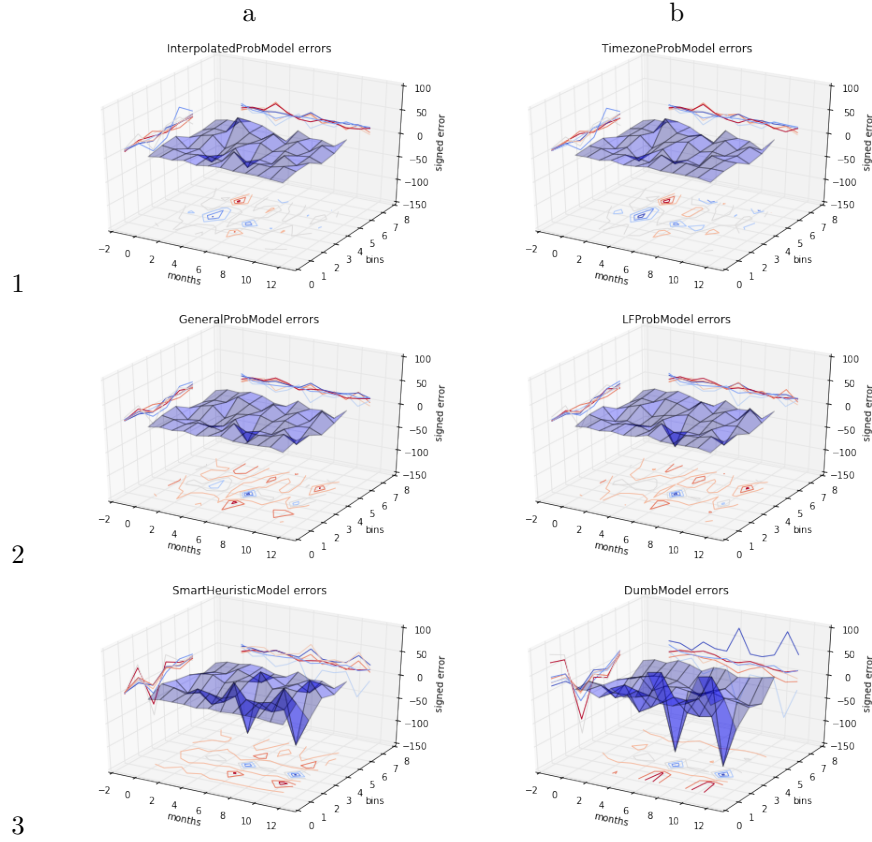 a b
InterpolatedProbModel errors TimezoneProbModel errors
100 100
50 50
0 0
−50 −50
−100 −100
−150 −150
signed error signed error
−2 0 2 4 6 8 10 12 −2 0 2 4 6 8 10 12
months months
0 1 2 3 4 5 6 7 8 0 1 2 3 4 5 6 7 8
bins bins
1
GeneralProbModel errors LFProbModel errors
100 100
50 50
0 0
−50 −50
−100 −100
−150 −150
signed error signed error
−2 0 2 4 6 8 10 12 −2 0 2 4 6 8 10 12
months months
0 1 2 3 4 5 6 7 8 0 1 2 3 4 5 6 7 8
bins bins
2
SmartHeuristicModel errors DumbModel errors
100 100
50 50
0 0
−50 −50
−100 −100
−150 −150
signed error signed error
−2 0 2 4 6 8 10 12 −2 0 2 4 6 8 10 12
months months
0 1 2 3 4 5 6 7 8 0 1 2 3 4 5 6 7 8
bins bins
3